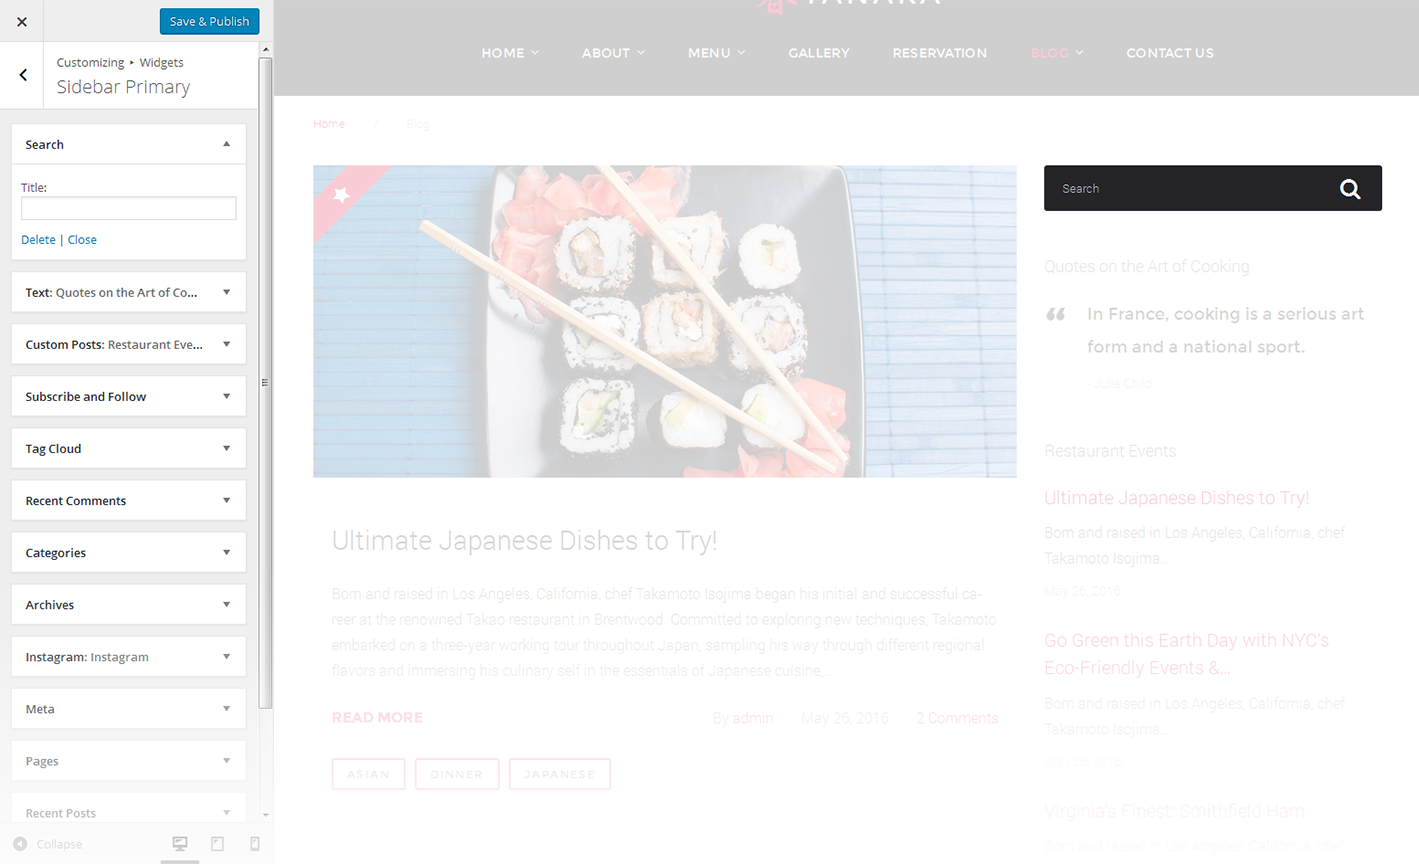 Save & Publish
Customizing ▸ Widgets
Sidebar Primary
Search
Title:
Delete | Close
Text: Quotes on the Art of Co...
Custom Posts: Restaurant Eve...
Subscribe and Follow
Tag Cloud
Recent Comments
Categories
Archives
Instagram: Instagram
Meta
Pages
Recent Posts
Collapse
HOME ABOUT MENU GALLERY RESERVATION BLOG CONTACT US
Home / Blog
Ultimate Japanese Dishes to Try!
Born and raised in Los Angeles, California, chef Takamoto Isojima began his initial and successful ca-
reer at the renowned Takao restaurant in Brentwood. Committed to exploring new techniques, Takamoto
embarked on a three-year working tour throughout Japan, sampling his way through different regional
flavors and immersing his culinary self in the essentials of Japanese cuisine,...
READ MORE By admin May 26, 2016 2 Comments
ASIAN DINNER JAPANESE
Search
Quotes on the Art of Cooking
“ In France, cooking is a serious art
form and a national sport.
- Julia Child
Restaurant Events
Ultimate Japanese Dishes to Try!
Born and raised in Los Angeles, California, chef
Takamoto Isojima...
May 26, 2016
Go Green this Earth Day with NYC's
Eco-Friendly Events &...
Born and raised in Los Angeles, California, chef
Takamoto Isojima...
Virginia's Finest: Smithfield Ham
Born and raised in Los Angeles, California, chef